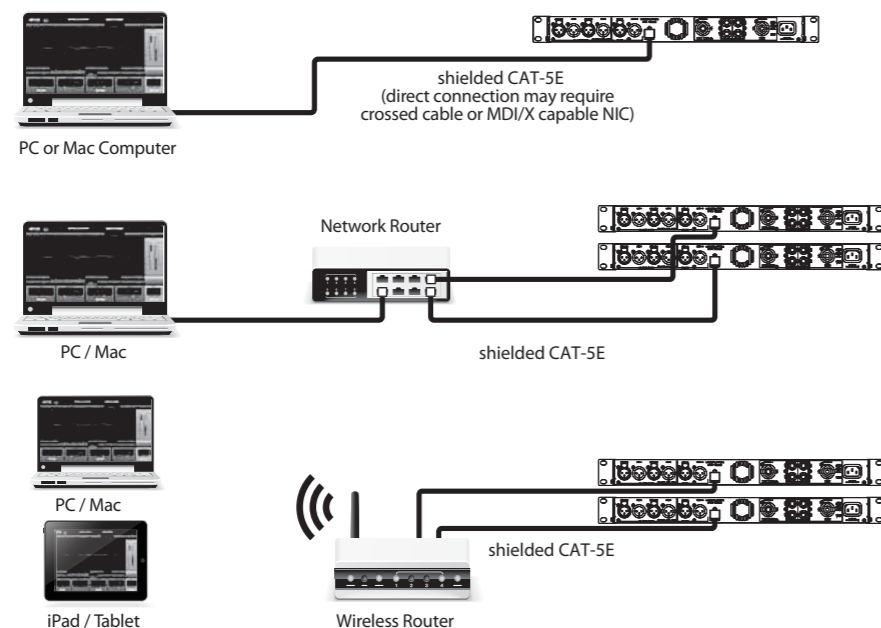 shielded CAT-5E
(direct connection may require
crossed cable or MDI/X capable NIC)
PC or Mac Computer
Network Router
PC / Mac
shielded CAT-5E
PC / Mac
shielded CAT-5E
iPad / Tablet
Wireless Router